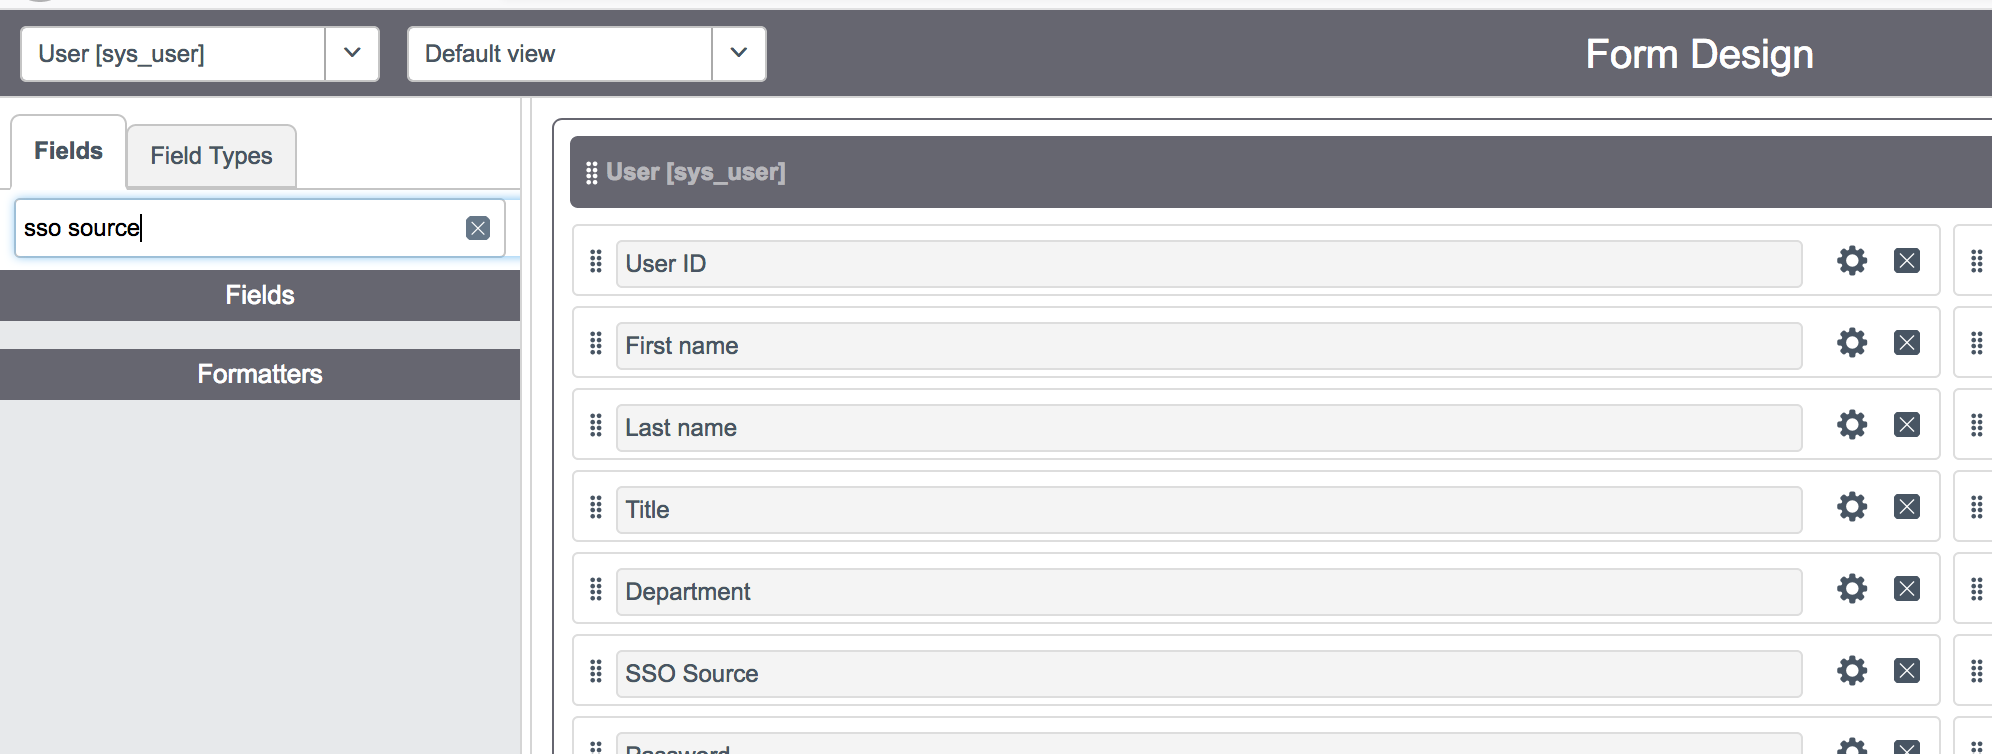 User [sys_user]
Default view
Form Design
Fields
Field Types
sso source
Fields
Formatters
User [sys_user]
User ID
First name
Last name
Title
Department
SSO Source
Password